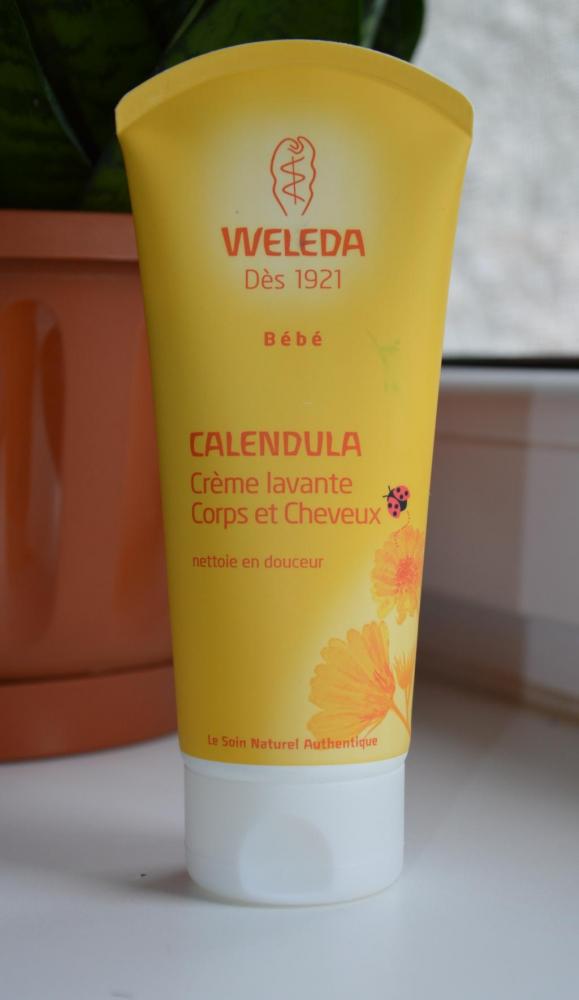 WELEDA
Dès 1921
Bébé
CALENDULA
Crème lavante
Corps et Cheveux
nettoie en douceur
Le Soin Naturel Authentique